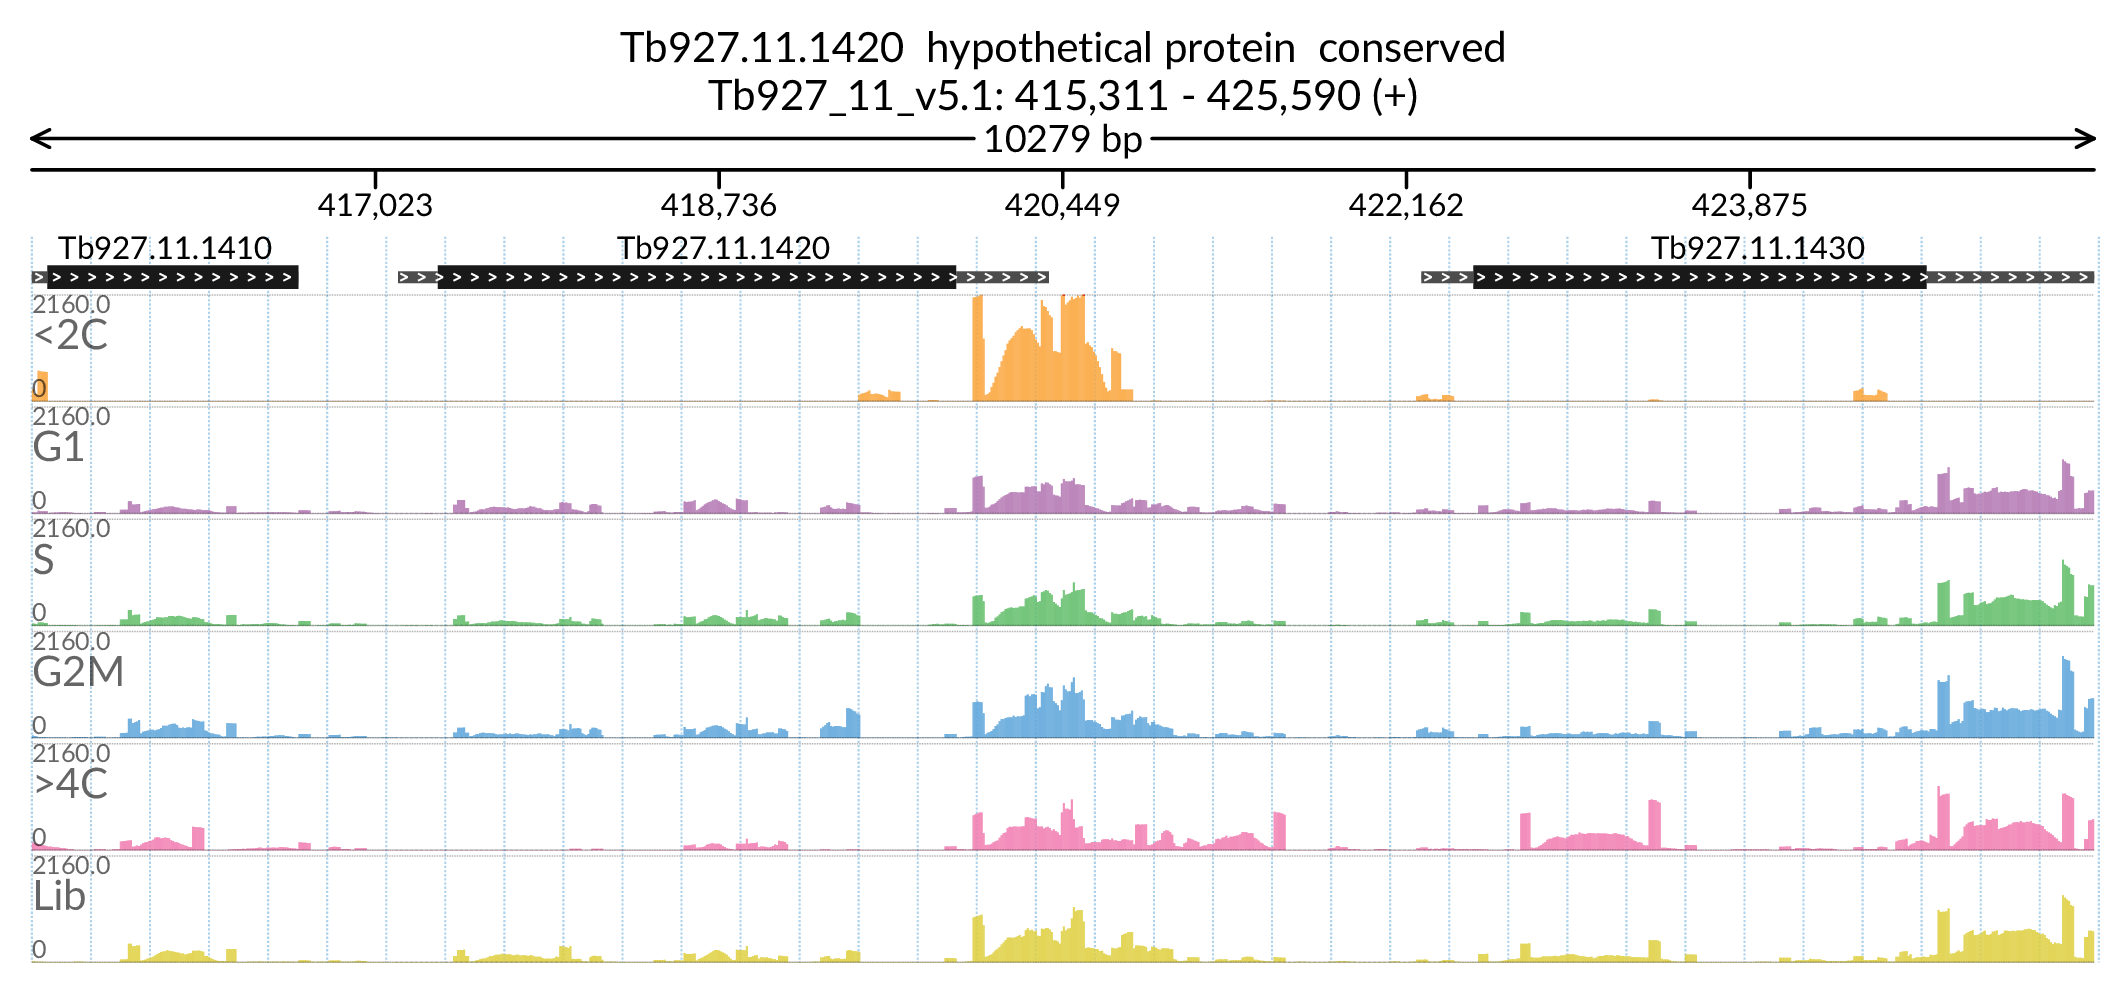 Tb927.11.1420  hypothetical protein  conserved
Tb927_11_v5.1: 415,311 - 425,590 (+)
10279 bp
417,023 418,736 420,449 422,162 423,875
Tb927.11.1410 Tb927.11.1420 Tb927.11.1430
2160.0
<2C
0
2160.0
G1
0
2160.0
S
0
2160.0
G2M
0
2160.0
>4C
0
2160.0
Lib
0